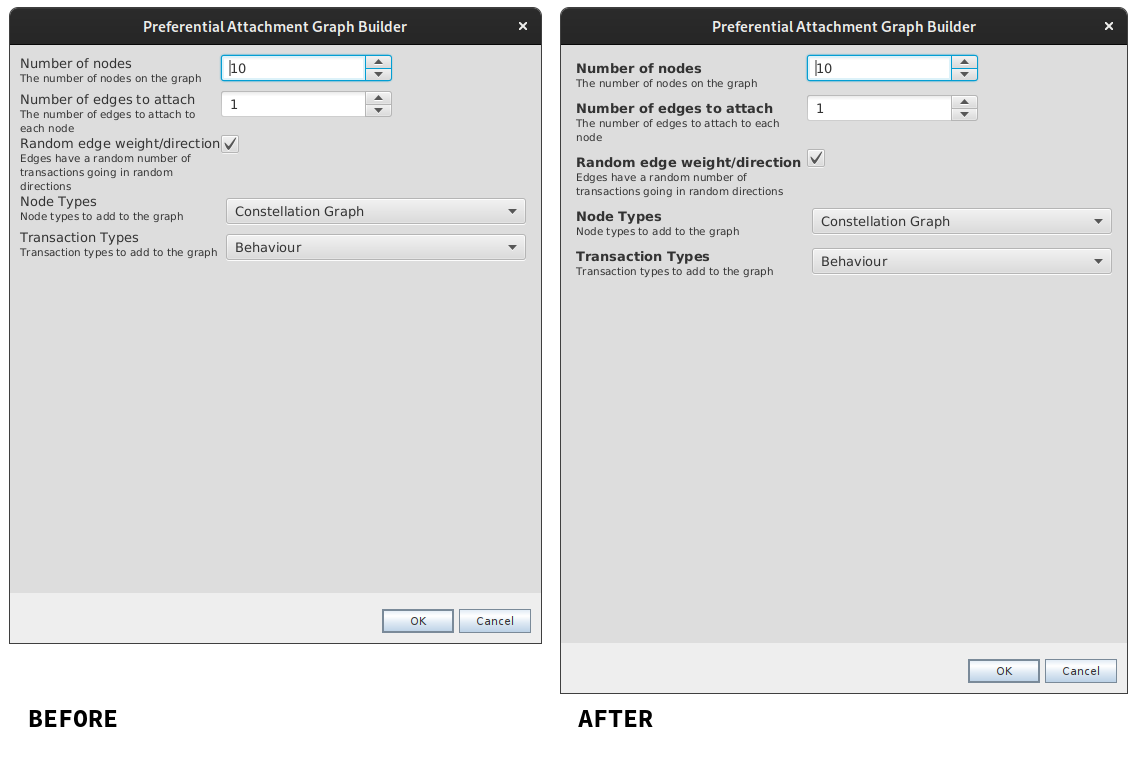 Preferential Attachment Graph Builder
Number of nodes
The number of nodes on the graph
10
Number of edges to attach
The number of edges to attach to
each node
1
Random edge weight/direction
Edges have a random number of
transactions going in random
directions
Node Types
Node types to add to the graph
Constellation Graph
Transaction Types
Transaction types to add to the graph
Behaviour
OK
Cancel
BEFORE
Preferential Attachment Graph Builder
Number of nodes
The number of nodes on the graph
10
Number of edges to attach
The number of edges to attach to each
node
1
Random edge weight/direction
Edges have a random number of
transactions going in random directions
Node Types
Node types to add to the graph
Constellation Graph
Transaction Types
Transaction types to add to the graph
Behaviour
OK
Cancel
AFTER